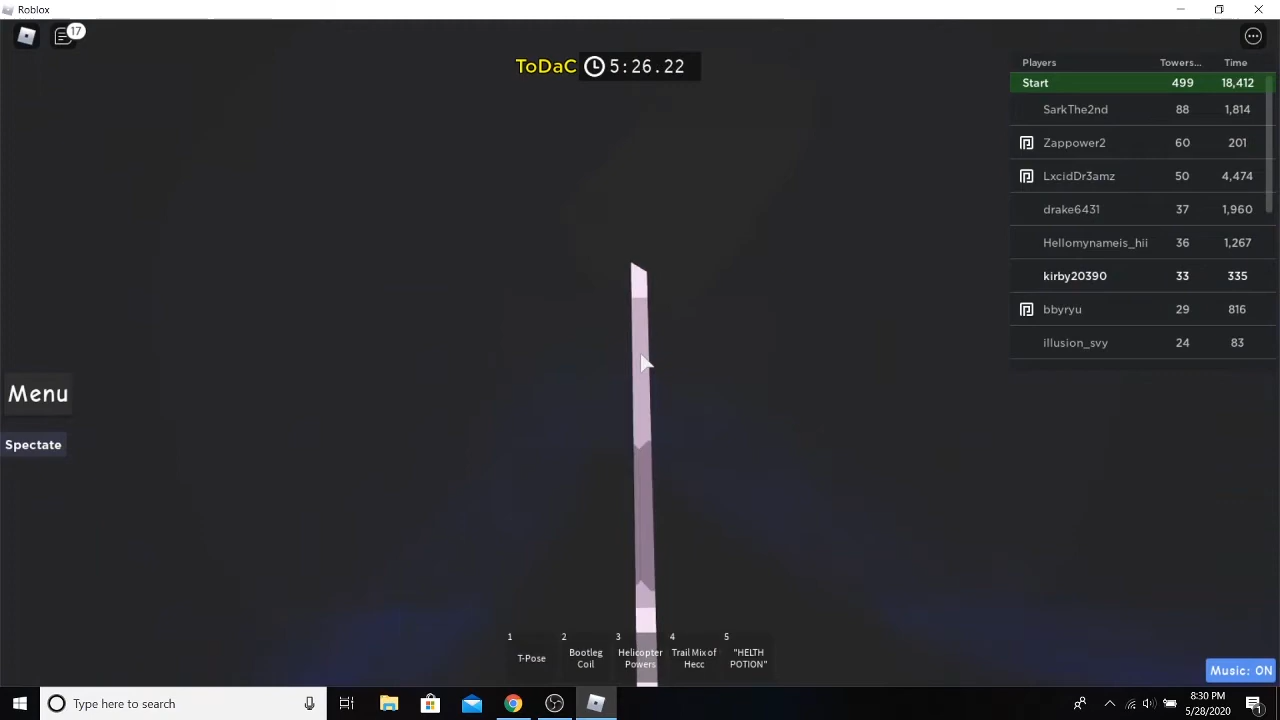 Roblox
17
ToDaC 5:26.22
Players Towers... Time
Start 499 18,412
SarkThe2nd 88 1,814
Zappower2 60 201
LxcidDr3amz 50 4,474
drake6431 37 1,960
Hellomynameis_hii 36 1,267
kirby20390 33 335
bbyryu 29 816
illusion_svy 24 83
Menu
Spectate
1 2 3 4 5
T-Pose
Bootleg
Coil
Helicopter
Powers
Trail Mix of
Hecc
"HELTH
POTION"
Music: ON
Type here to search
8:30 PM
5/28/2020
1